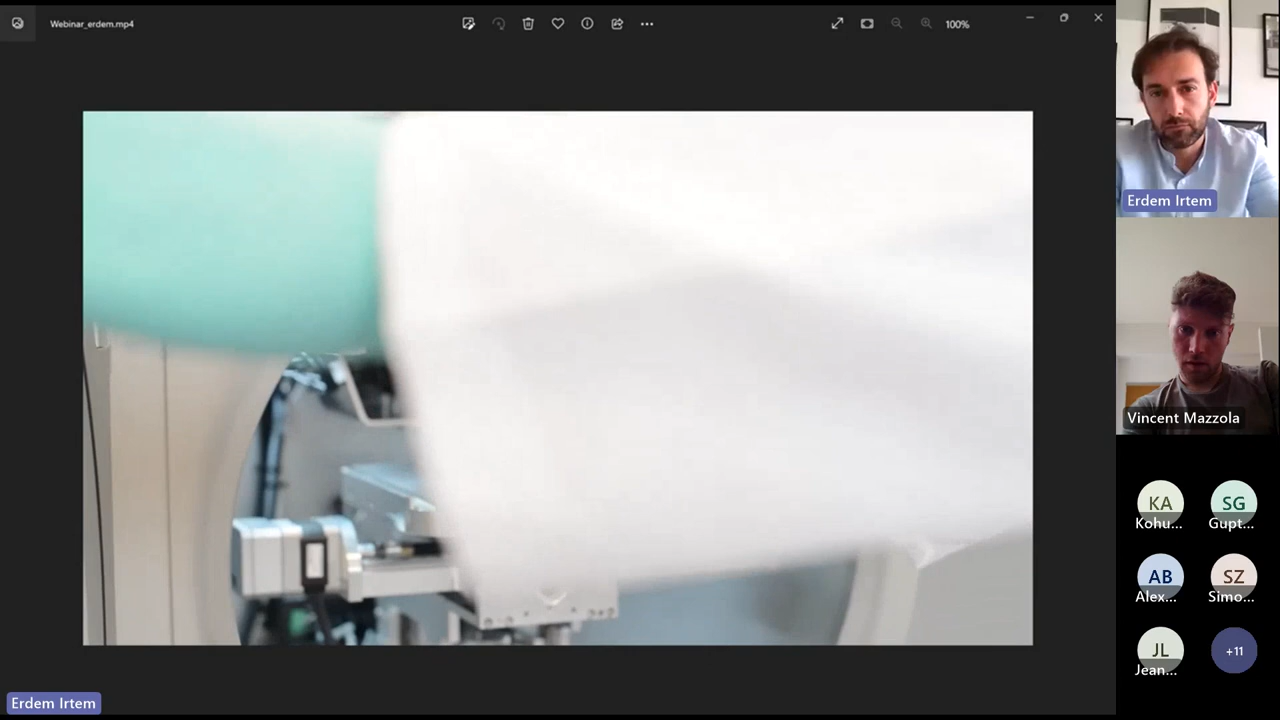 Webinar_erdem.mp4
100%
Erdem Irtem
Vincent Mazzola
KA
Kohu...
SG
Gupt...
AB
Alex...
SZ
Simo...
JL
Jean...
+11
Erdem Irtem